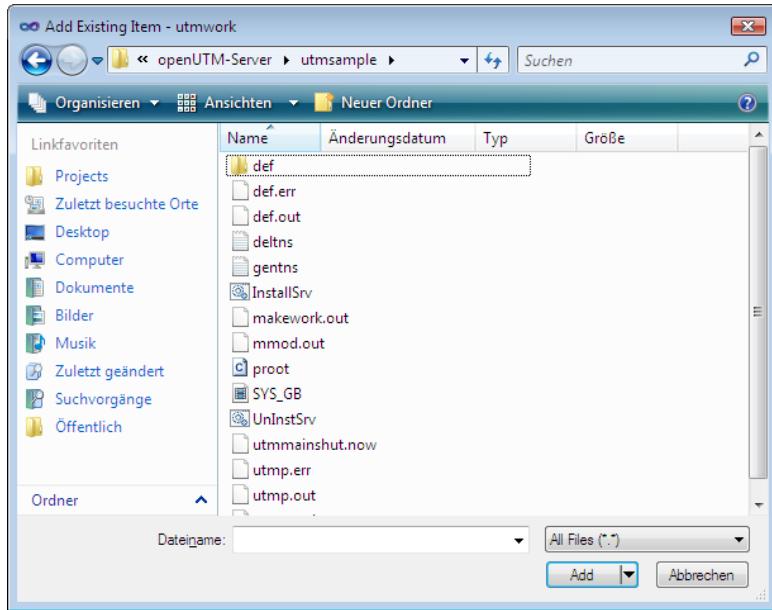 Add Existing Item - utmwork
« openUTM-Server utmsample
Suchen
Organisieren Ansichten Neuer Ordner
Linkfavoriten
Projects
Zuletzt besuchte Orte
Desktop
Computer
Dokumente
Bilder
Musik
Zuletzt geändert
Suchvorgänge
Öffentlich
Ordner
Name Änderungsdatum Typ Größe
def
def.err
def.out
deltns
gentns
InstallSrv
makework.out
mmod.out
proot
SYS_GB
UnInstSrv
utmmainshut.now
utmp.err
utmp.out
Dateiname:
All Files (*.*)
Add Abbrechen